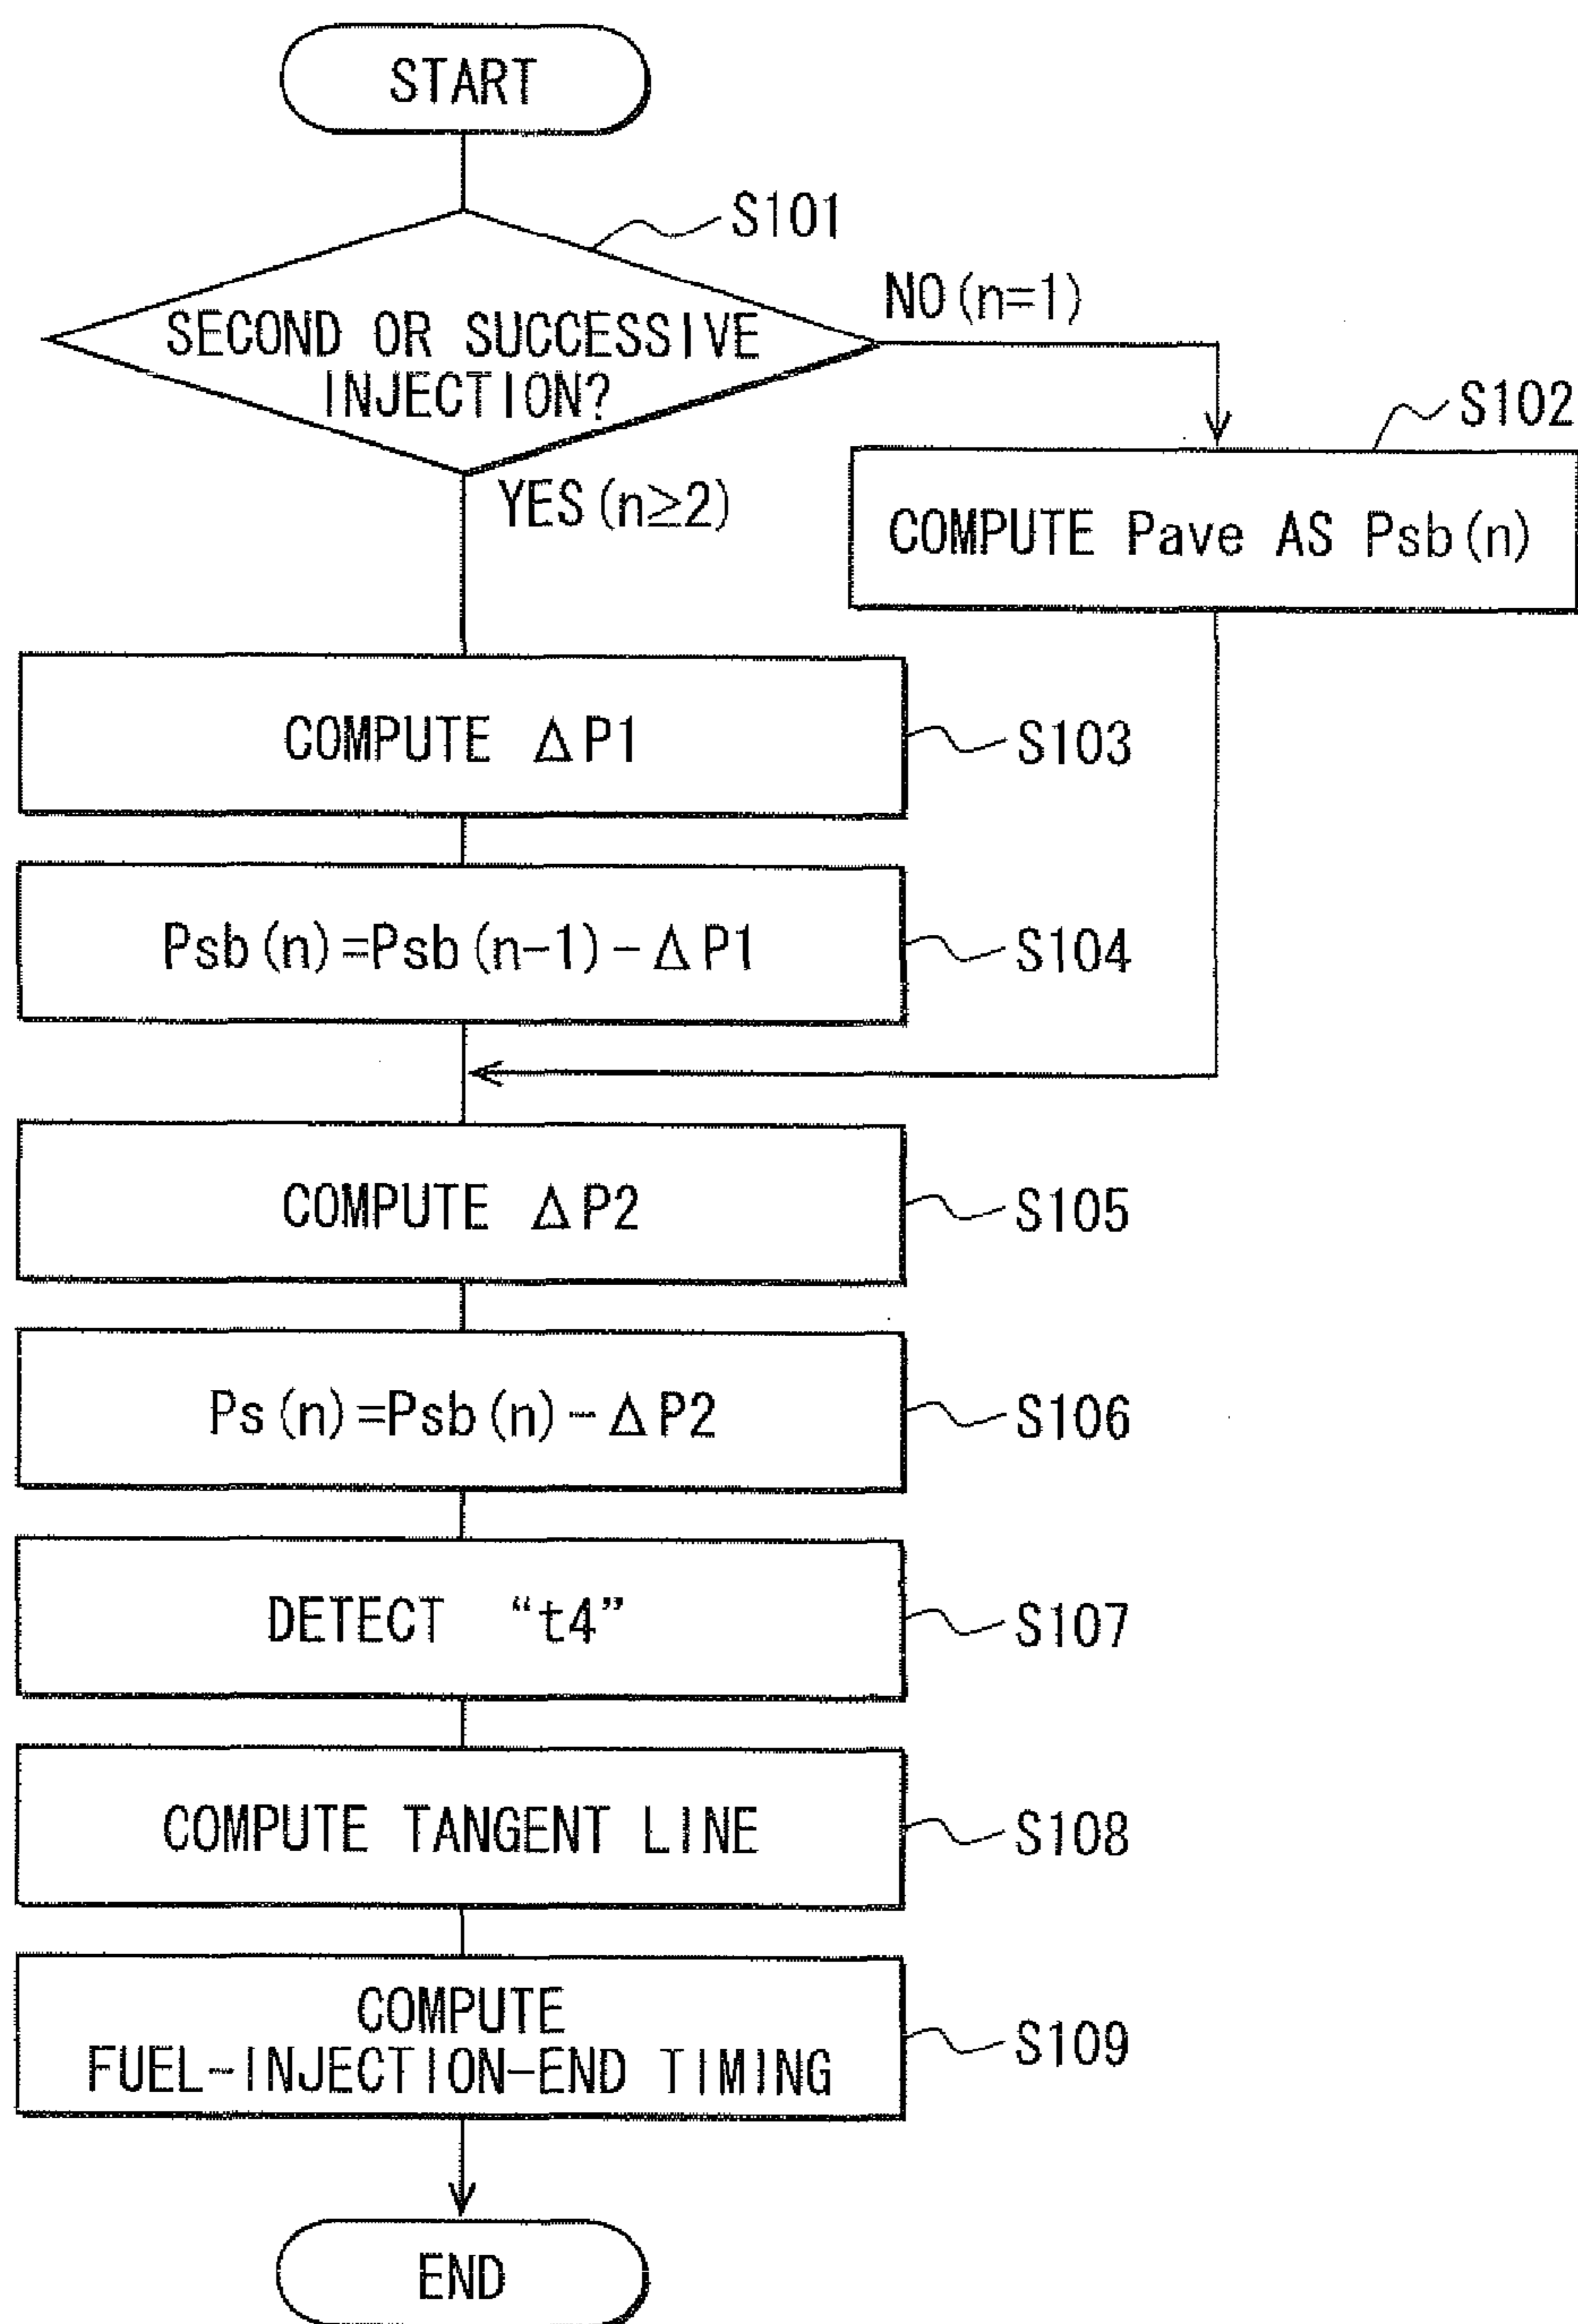 START
S101
SECOND OR SUCCESSIVE
INJECTION?
NO(n=1)
YES(n≥2)
S102
COMPUTE Pave AS Psb(n)
COMPUTE ΔP1
S103
Psb(n)=Psb(n-1)-ΔP1
S104
COMPUTE ΔP2
S105
Ps(n)=Psb(n)-ΔP2
S106
DETECT “t4”
S107
COMPUTE TANGENT LINE
S108
COMPUTE
FUEL-INJECTION-END TIMING
S109
END